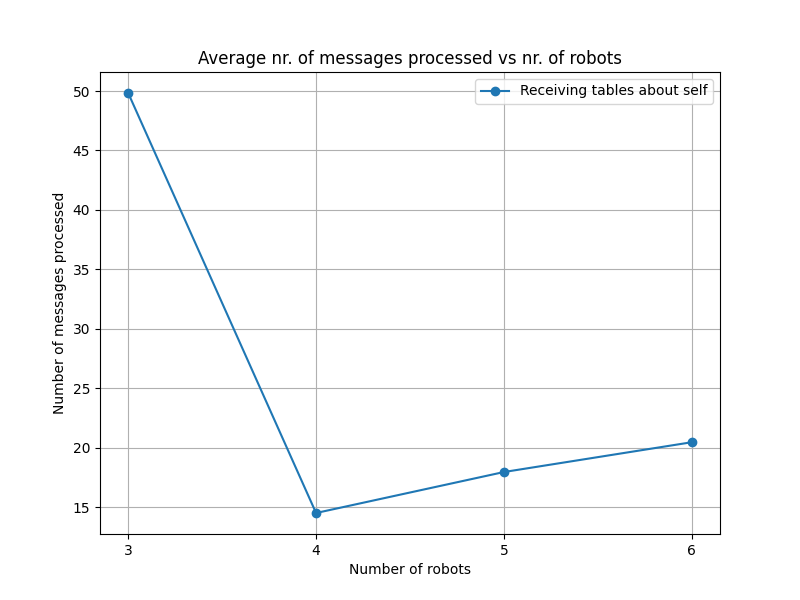 Average nr. of messages processed vs nr. of robots
Receiving tables about self
Number of messages processed
50
45
40
35
30
25
20
15
3 4 5 6
Number of robots